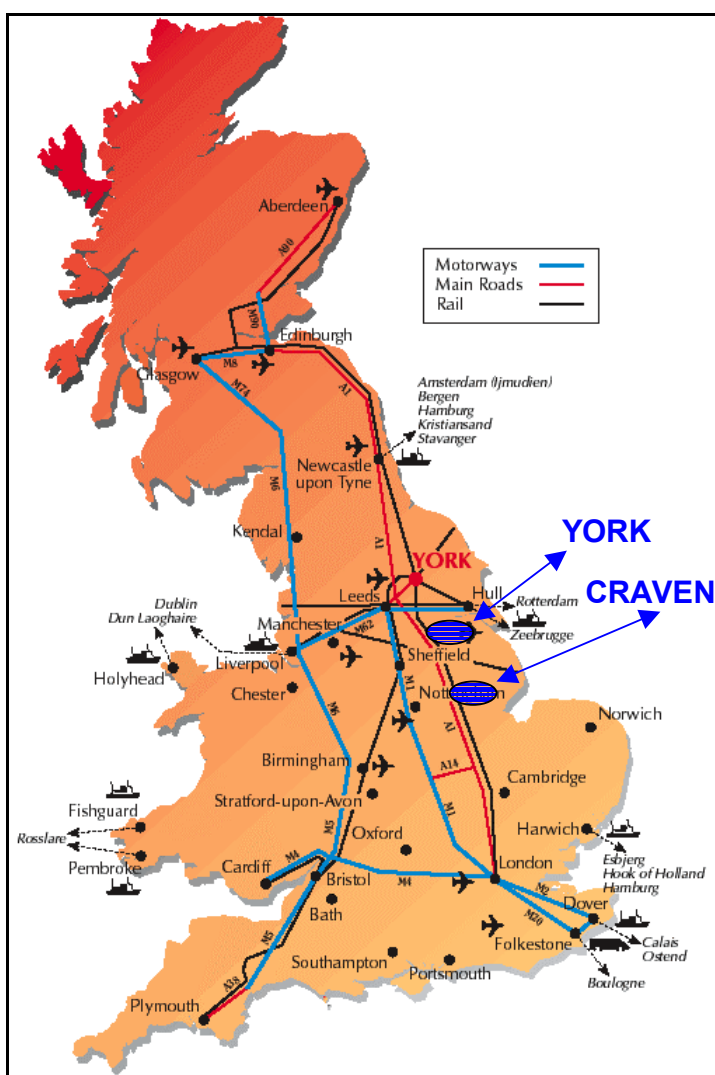 Aberdeen
A90
Motorways
Main Roads
Rail
M90
Edinburgh
Glasgow
M8
M74
A1
Amsterdam (Ijmudien)
Bergen
Hamburg
Kristiansand
Stavanger
Newcastle
upon Tyne
M6
Kendal
A1
YORK
YORK
CRAVEN
Leeds
Hull
Rotterdam
Zeebrugge
Dublin
Dun Laoghaire
Manchester
M62
Liverpool
Sheffield
Holyhead
Chester
M1
M6
A1
Norwich
Birmingham
A14
Stratford-upon-Avon
Cambridge
M1
Fishguard
Rosslare
Pembroke
M5
Oxford
Harwich
Esbjerg
Hook of Holland
Hamburg
Cardiff
M4
Bristol
M4
London
Bath
M2
Dover
M20
Folkestone
Calais
Ostend
Boulogne
M5
Southampton
Portsmouth
A38
Plymouth